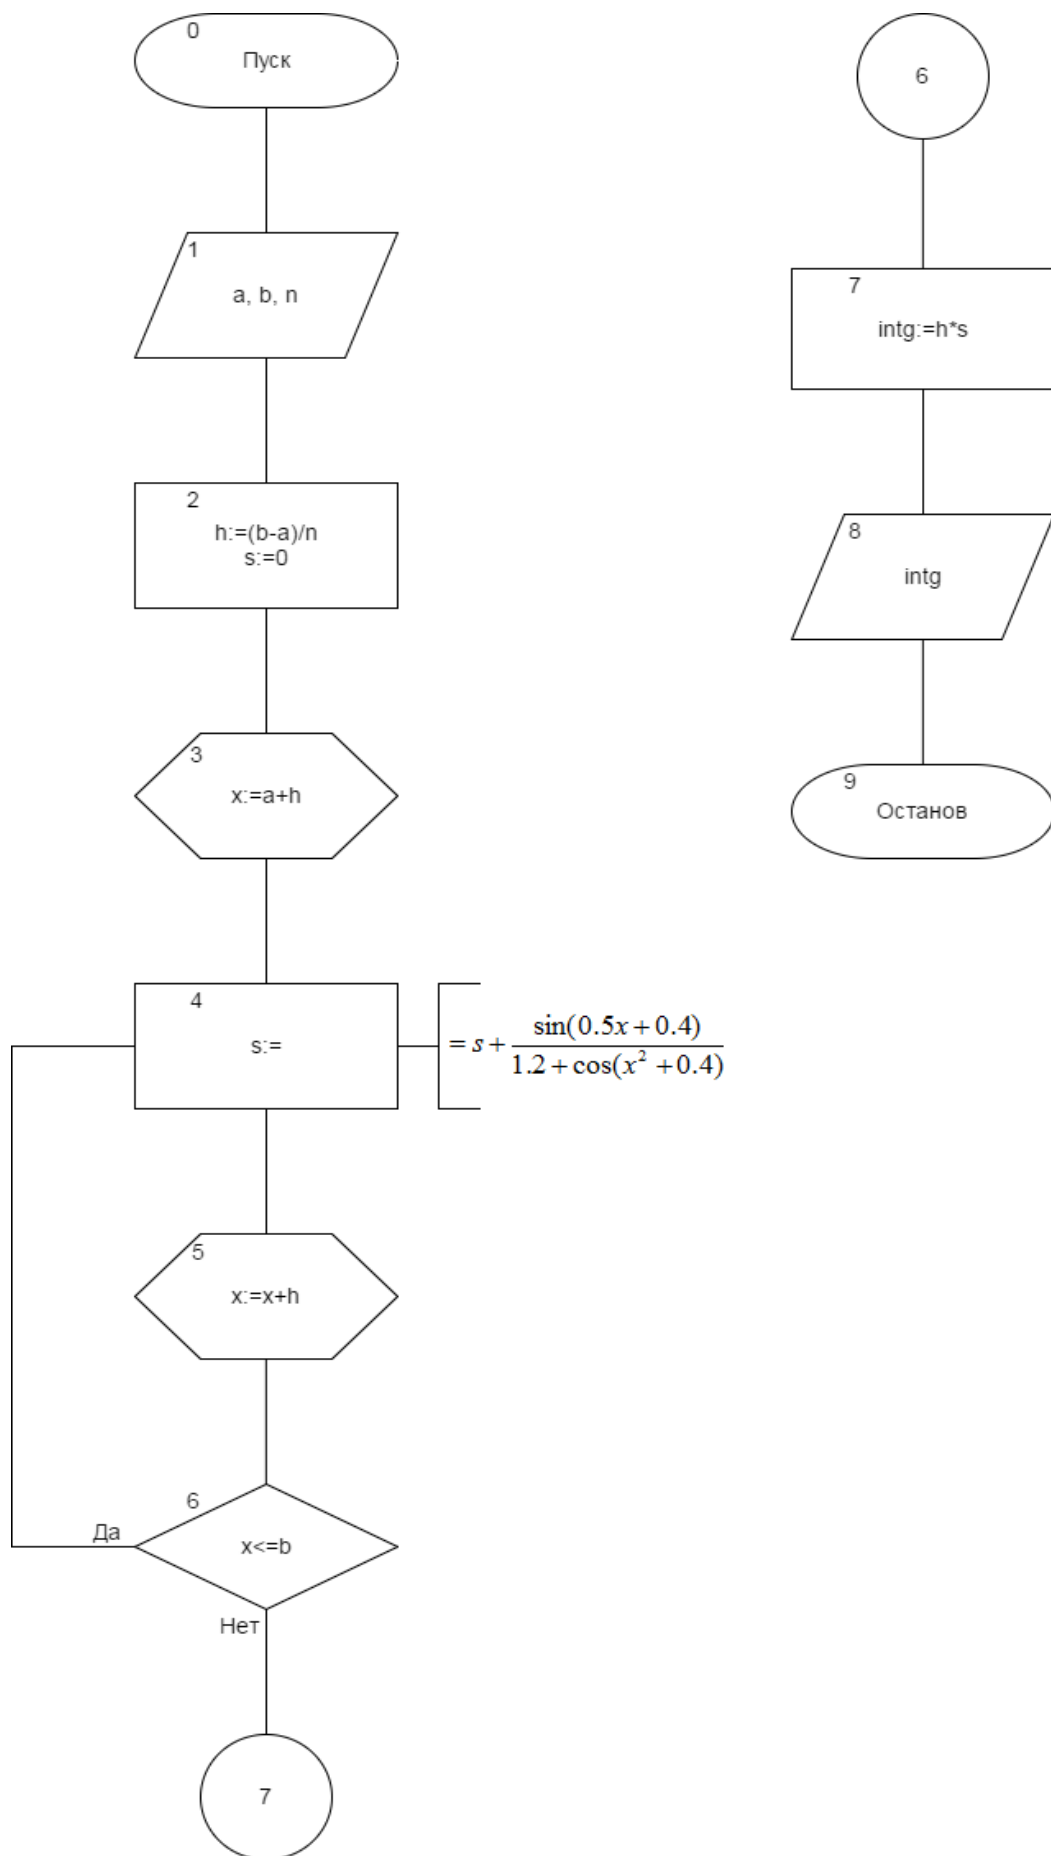 0
Пуск
1
a, b, n
2
h:=(b-a)/n
s:=0
3
x:=a+h
4
s:=
= s + \frac{sin(0.5x + 0.4)}{1.2 + cos(x² + 0.4)}
5
x:=x+h
6
x<=b
Да
Нет
7
6
7
intg:=h*s
8
intg
9
Останов